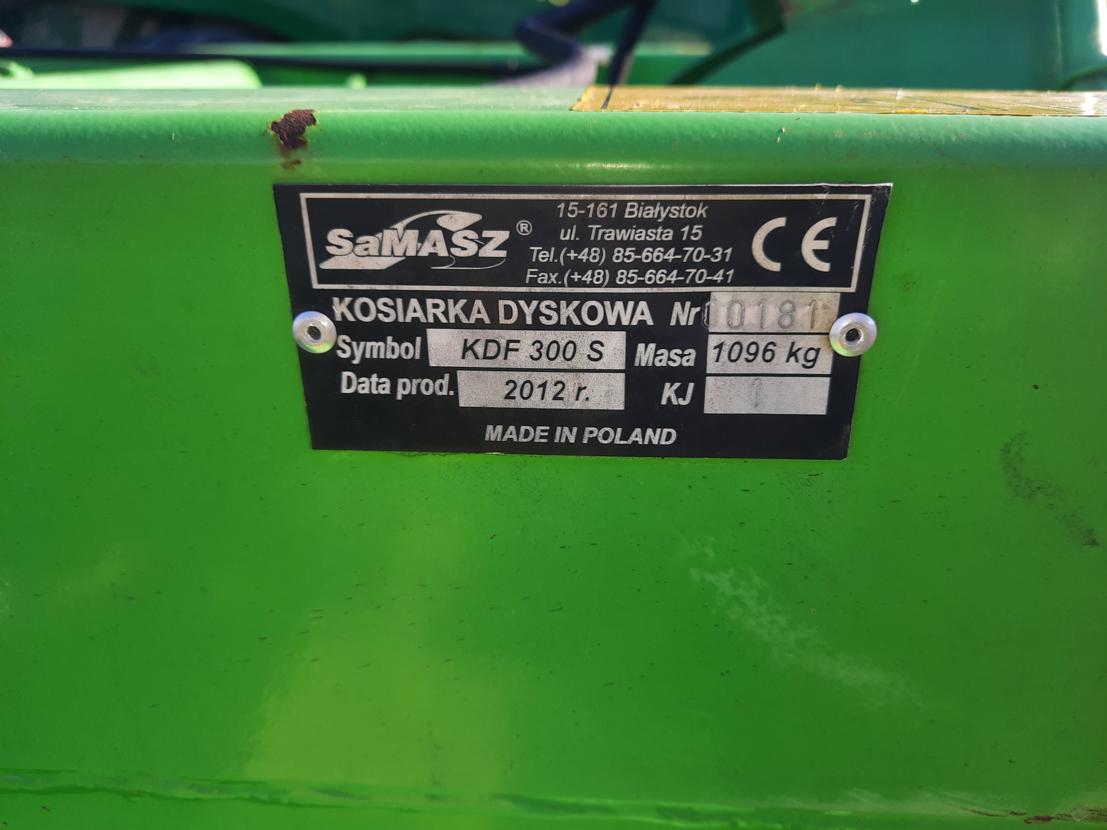 SaMASZ ®
15-161 Białystok
ul. Trawiasta 15
Tel.(+48) 85-664-70-31
Fax.(+48) 85-664-70-41
CE
KOSIARKA DYSKOWA Nr
Symbol KDF 300 S Masa 1096 kg
Data prod. 2012 r. KJ
MADE IN POLAND